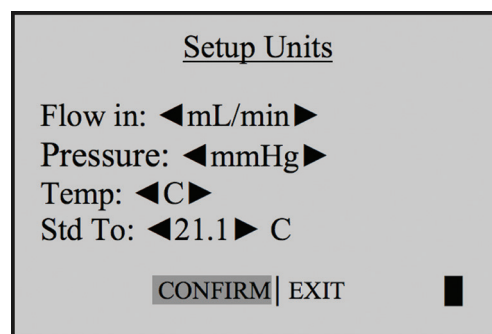 Setup Units
Flow in: ◀mL/min▶
Pressure: ◀mmHg▶
Temp: ◀C▶
Std To: ◀21.1▶ C
CONFIRM| EXIT